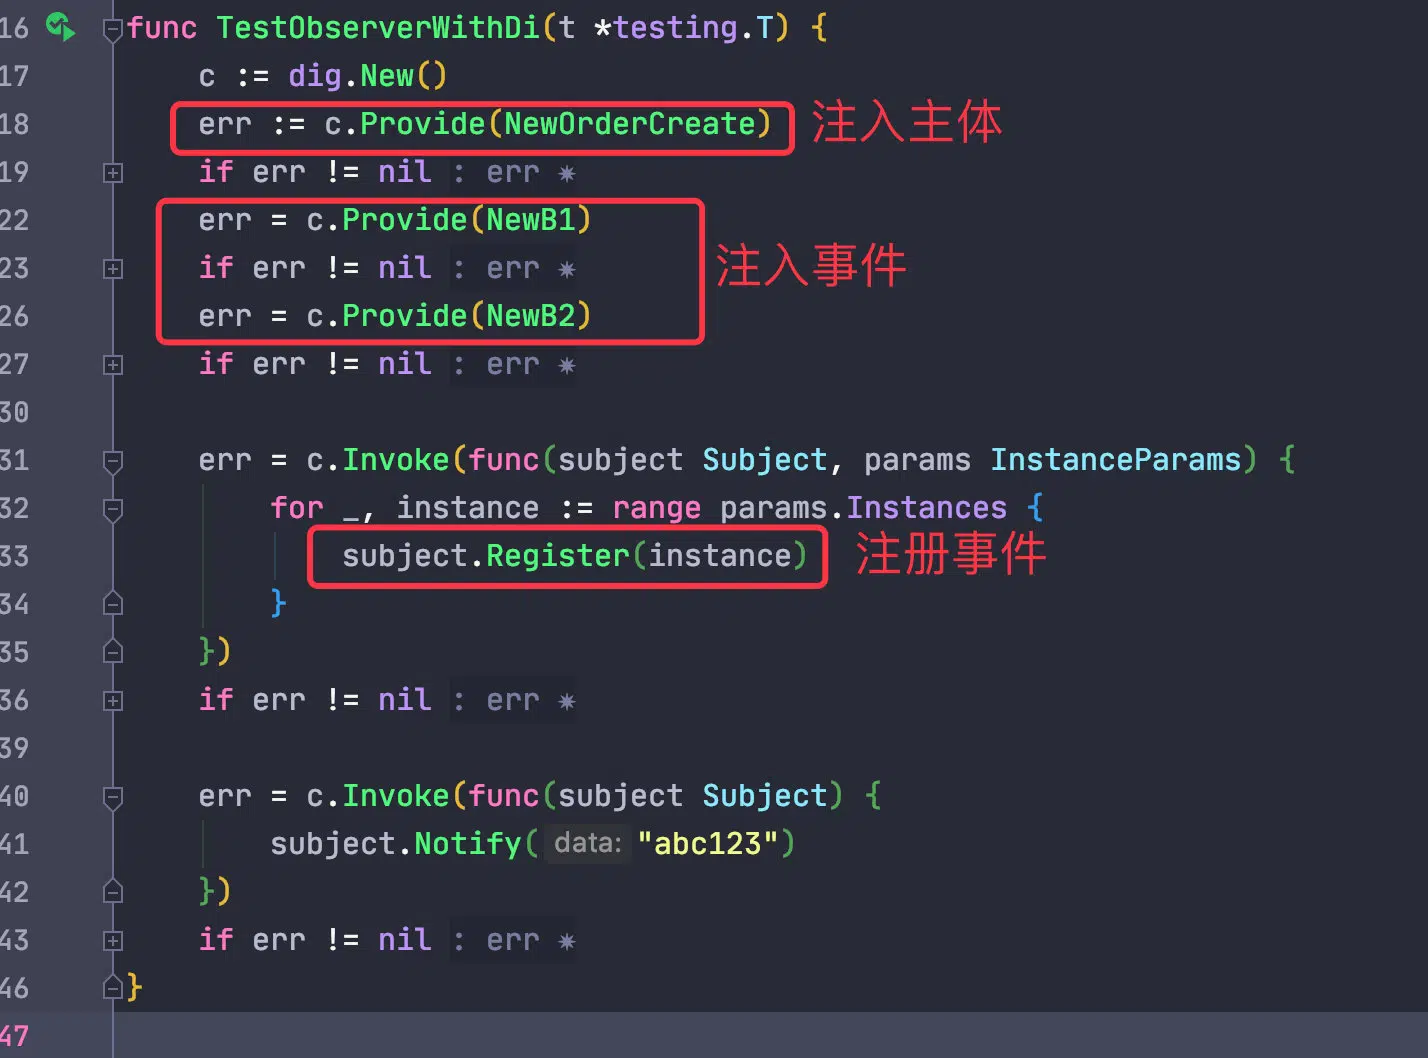 16 func TestObserverWithDi(t *testing.T) {
17 c := dig.New()
18 err := c.Provide(NewOrderCreate) 注入主体
19 if err != nil : err
22 err = c.Provide(NewB1)
23 if err != nil : err 注入事件
26 err = c.Provide(NewB2)
27 if err != nil : err
30
31 err = c.Invoke(func(subject Subject, params InstanceParams) {
32 for _, instance := range params.Instances {
33 subject.Register(instance) 注册事件
34 }
35 })
36 if err != nil : err
39
40 err = c.Invoke(func(subject Subject) {
41 subject.Notify( data: "abc123")
42 })
43 if err != nil : err
46 }
47